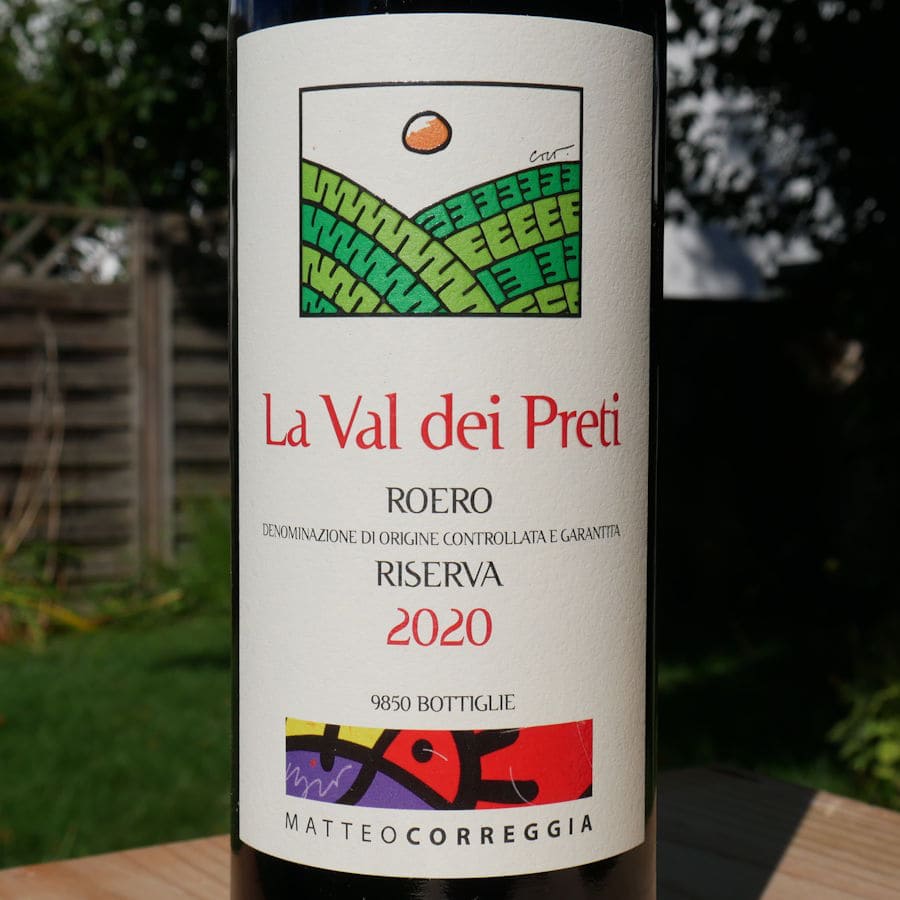 La Val dei Preti
ROERO
DENOMINAZIONE DI ORIGINE CONTROLLATA E GARANTITA
RISERVA
2020
9850 BOTTIGLIE
MATTEOCORREGGIA